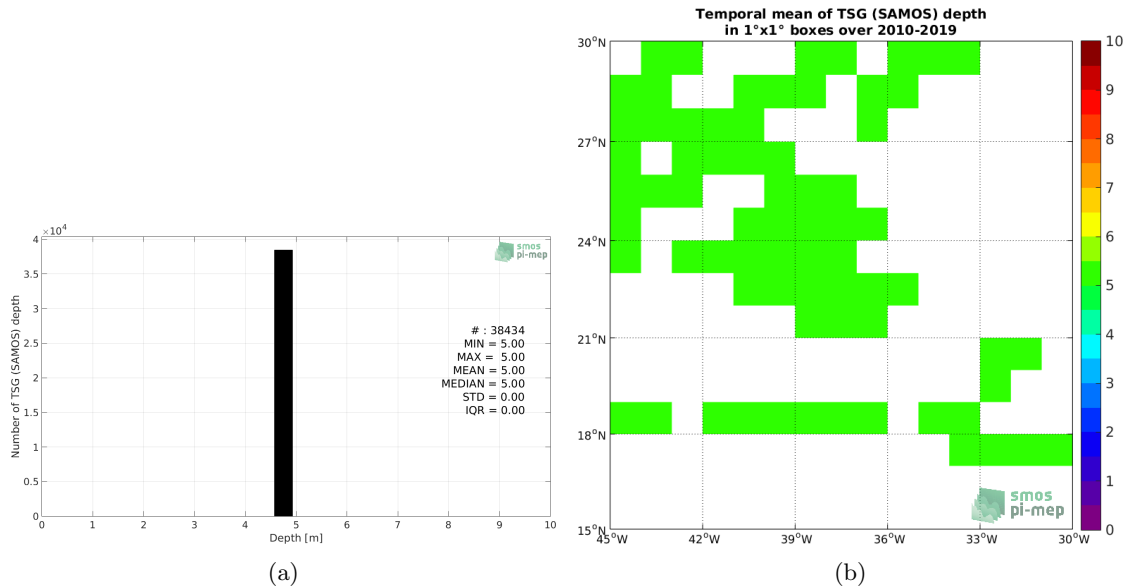 ×10⁴
4
3.5
3
2.5
2
1.5
1
0.5
0
Number of TSG (SAMOS) depth
0 1 2 3 4 5 6 7 8 9 10
Depth [m]
smos
pi-mep
# : 38434
MIN = 5.00
MAX = 5.00
MEAN = 5.00
MEDIAN = 5.00
STD = 0.00
IQR = 0.00
(a)
Temporal mean of TSG (SAMOS) depth
in 1°x1° boxes over 2010-2019
30°N
27°N
24°N
21°N
18°N
15°N
45°W 42°W 39°W 36°W 33°W 30°W
smos
pi-mep
10
9
8
7
6
5
4
3
2
1
0
(b)